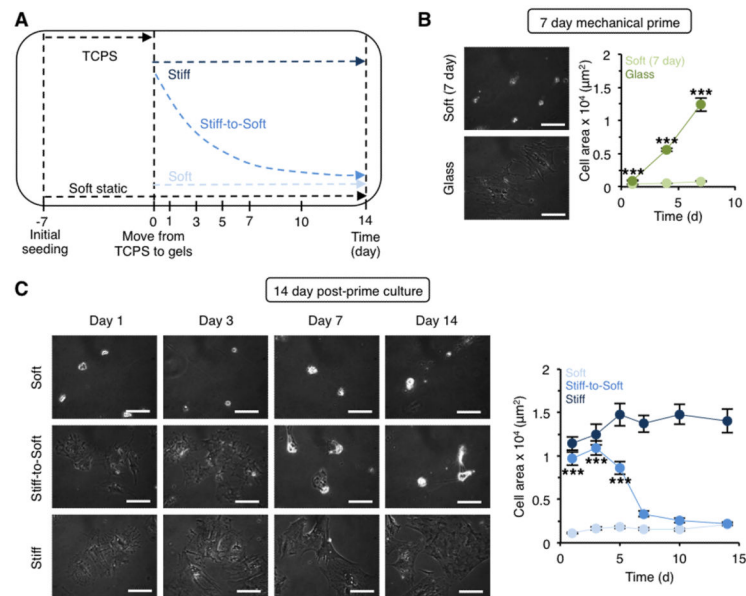 A
TCPS
Stiff
Stiff-to-Soft
Soft
Soft static
-7 0 1 3 5 7 10 14
Initial seeding
Move from TCPS to gels
Time (day)
B
7 day mechanical prime
Soft (7 day)
Glass
Cell area x 10⁴ (µm²)
2
1.5
1
0.5
0
Soft (7 day)
Glass
***
***
***
0 5 10
Time (d)
C
14 day post-prime culture
Day 1 Day 3 Day 7 Day 14
Soft
Stiff-to-Soft
Stiff
Cell area x 10⁴ (µm²)
2
1.5
1
0.5
0
Soft
Stiff-to-Soft
Stiff
***
***
***
0 5 10 15
Time (d)